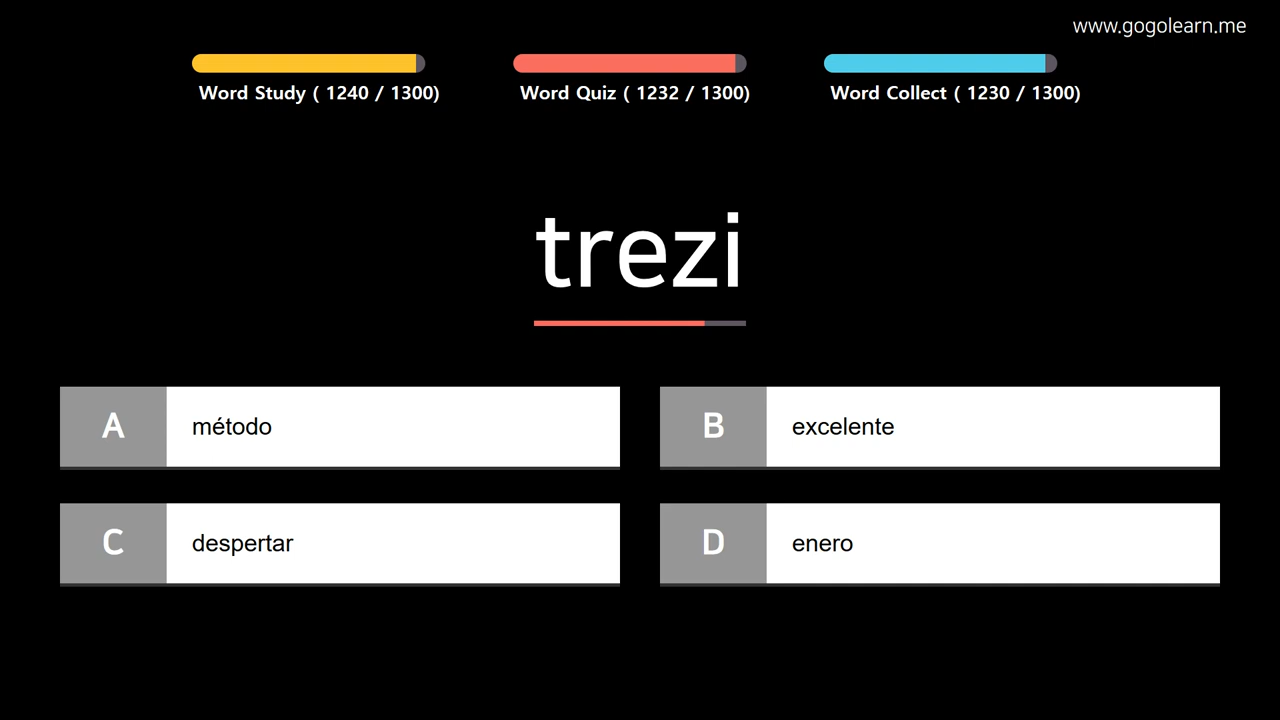 www.gogolearn.me
Word Study ( 1240 / 1300)
Word Quiz ( 1232 / 1300)
Word Collect ( 1230 / 1300)
trezi
A método
B excelente
C despertar
D enero